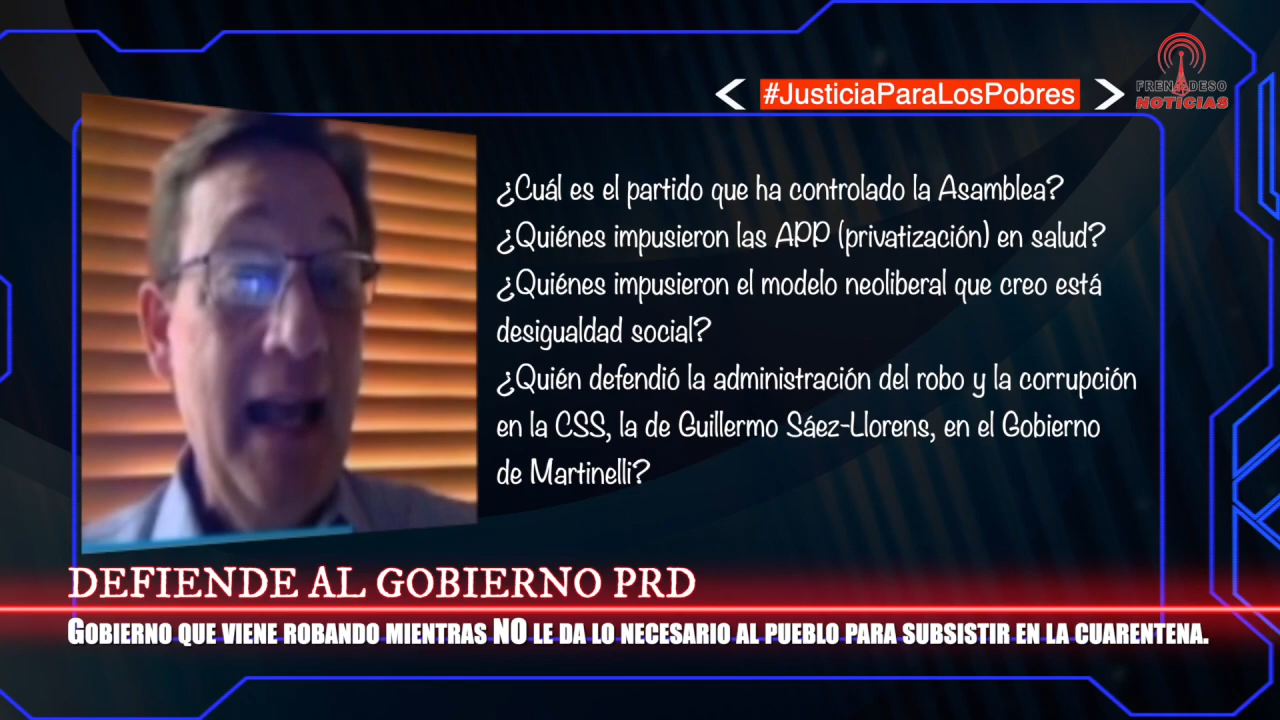 #JusticiaParaLosPobres
FRENADESO
NOTICIAS
¿Cuál es el partido que ha controlado la Asamblea?
¿Quiénes impusieron las APP (privatización) en salud?
¿Quiénes impusieron el modelo neoliberal que creo está
desigualdad social?
¿Quién defendió la administración del robo y la corrupción
en la CSS, la de Guillermo Sáez-Llorens, en el Gobierno
de Martinelli?
DEFIENDE AL GOBIERNO PRD
GOBIERNO QUE VIENE ROBANDO MIENTRAS NO LE DA LO NECESARIO AL PUEBLO PARA SUBSISTIR EN LA CUARENTENA.